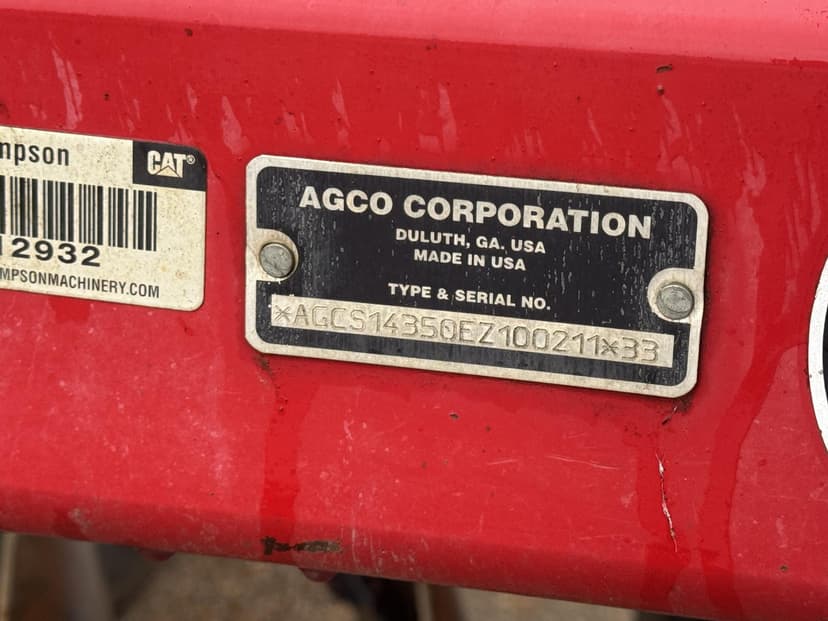 mpson
CAT®
12932
MPSONMACHINERY.COM
AGCO CORPORATION
DULUTH, GA. USA
MADE IN USA
TYPE & SERIAL NO.
*AGCS14350EZ100211*33